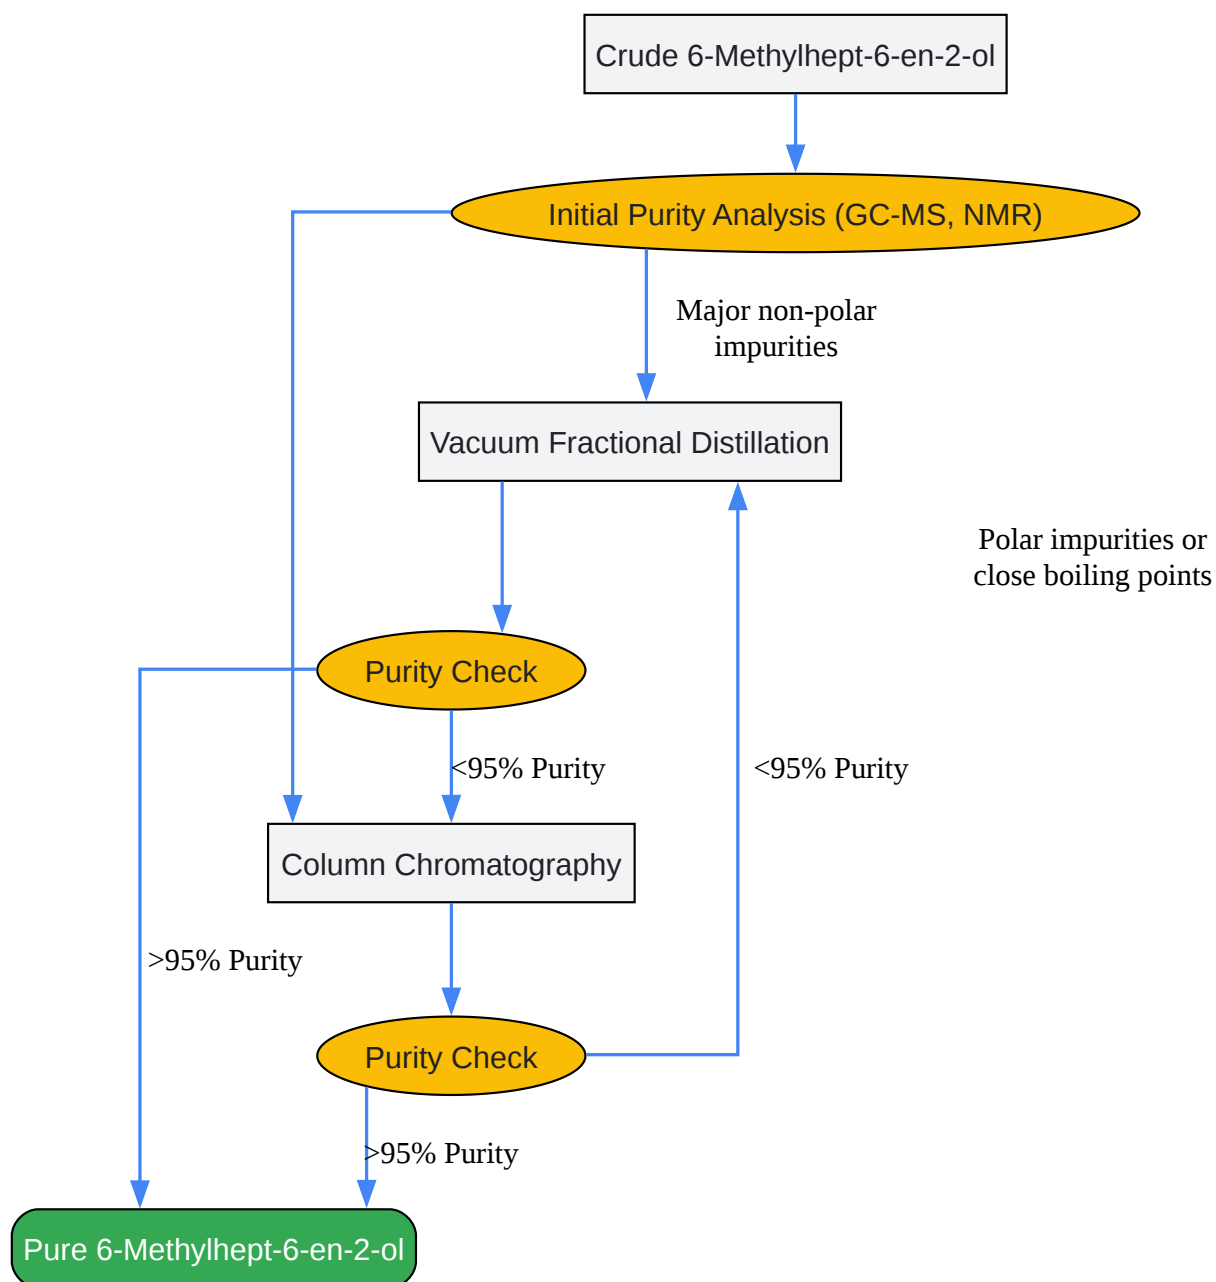 Crude 6-Methylhept-6-en-2-ol
Initial Purity Analysis (GC-MS, NMR)
Major non-polar
impurities
Vacuum Fractional Distillation
Polar impurities or
close boiling points
Purity Check
<95% Purity
<95% Purity
Column Chromatography
>95% Purity
Purity Check
>95% Purity
Pure 6-Methylhept-6-en-2-ol